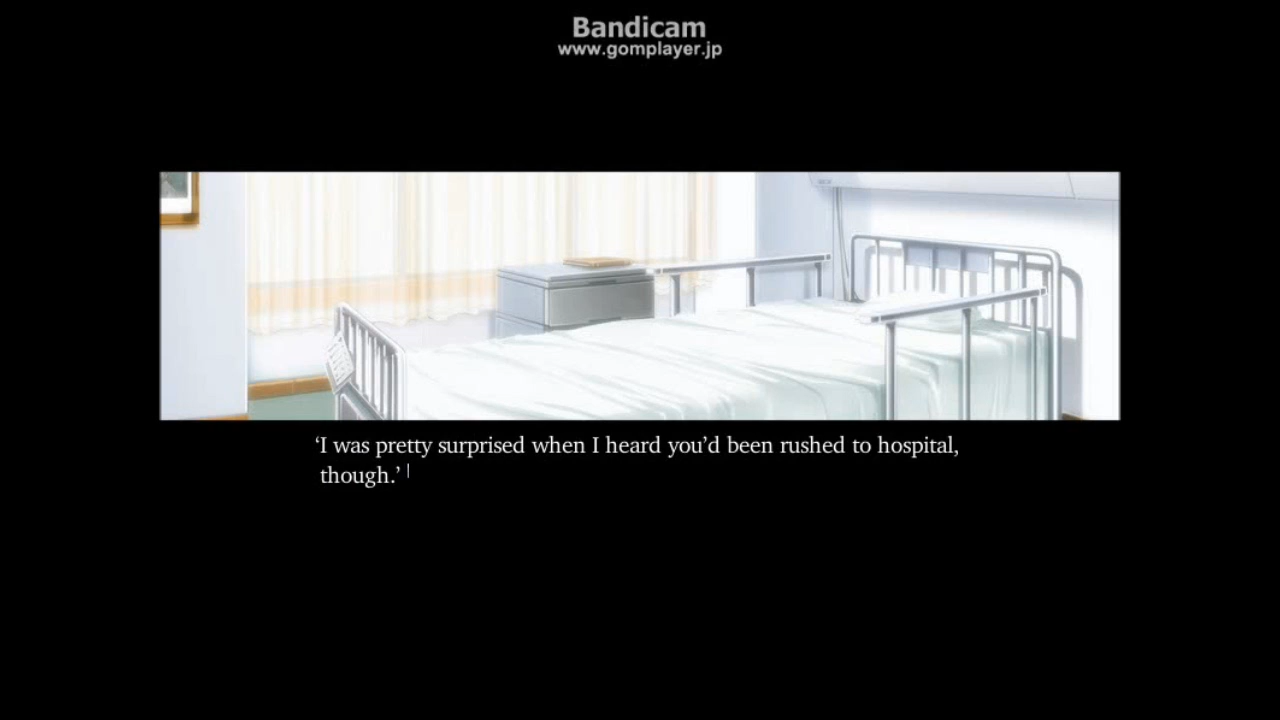 Bandicam
www.gomplayer.jp
‘I was pretty surprised when I heard you’d been rushed to hospital,
though.’